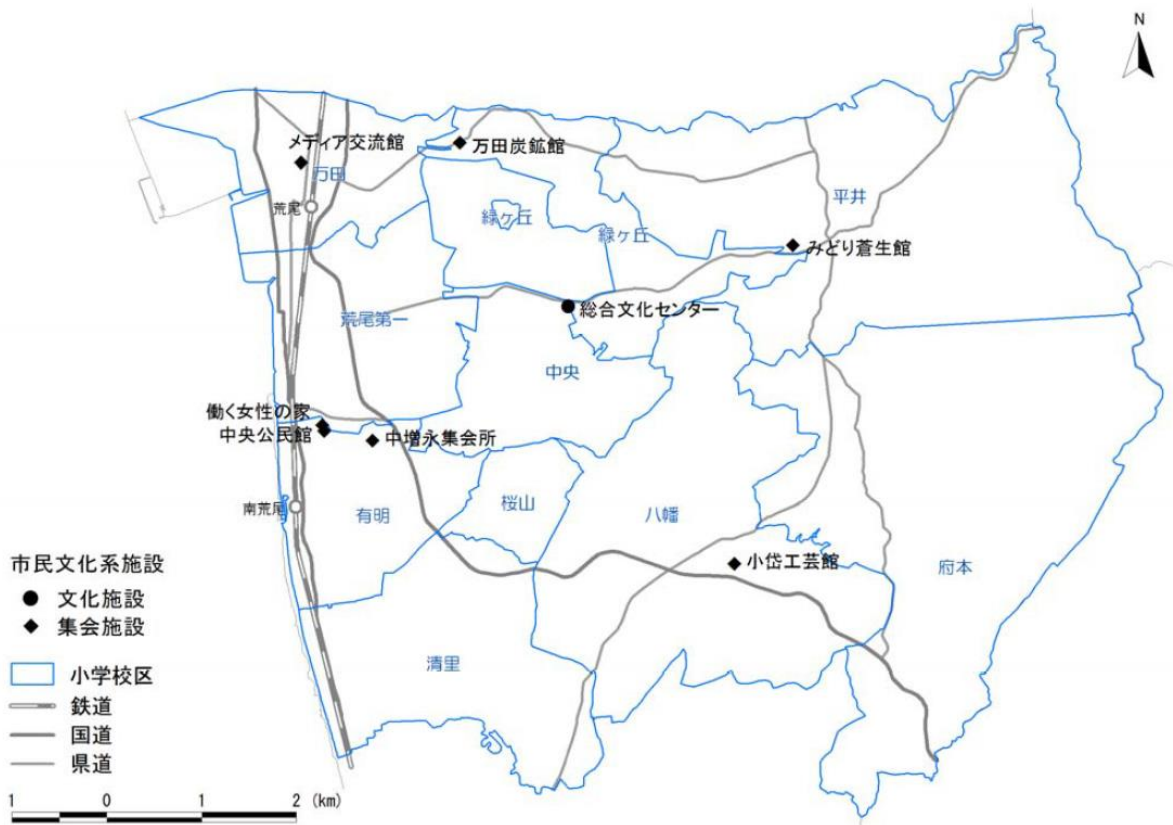 N
メディア交流館
万田炭鉱館
万田
荒尾
平井
緑ヶ丘
緑ヶ丘
みどり蒼生館
総合文化センター
荒尾第一
中央
働く女性の家
中央公民館
中増永集会所
南荒尾
有明
桜山
八幡
小岱工芸館
府本
清里
市民文化系施設
文化施設
集会施設
小学校区
鉄道
国道
県道
1 0 1 2 (km)